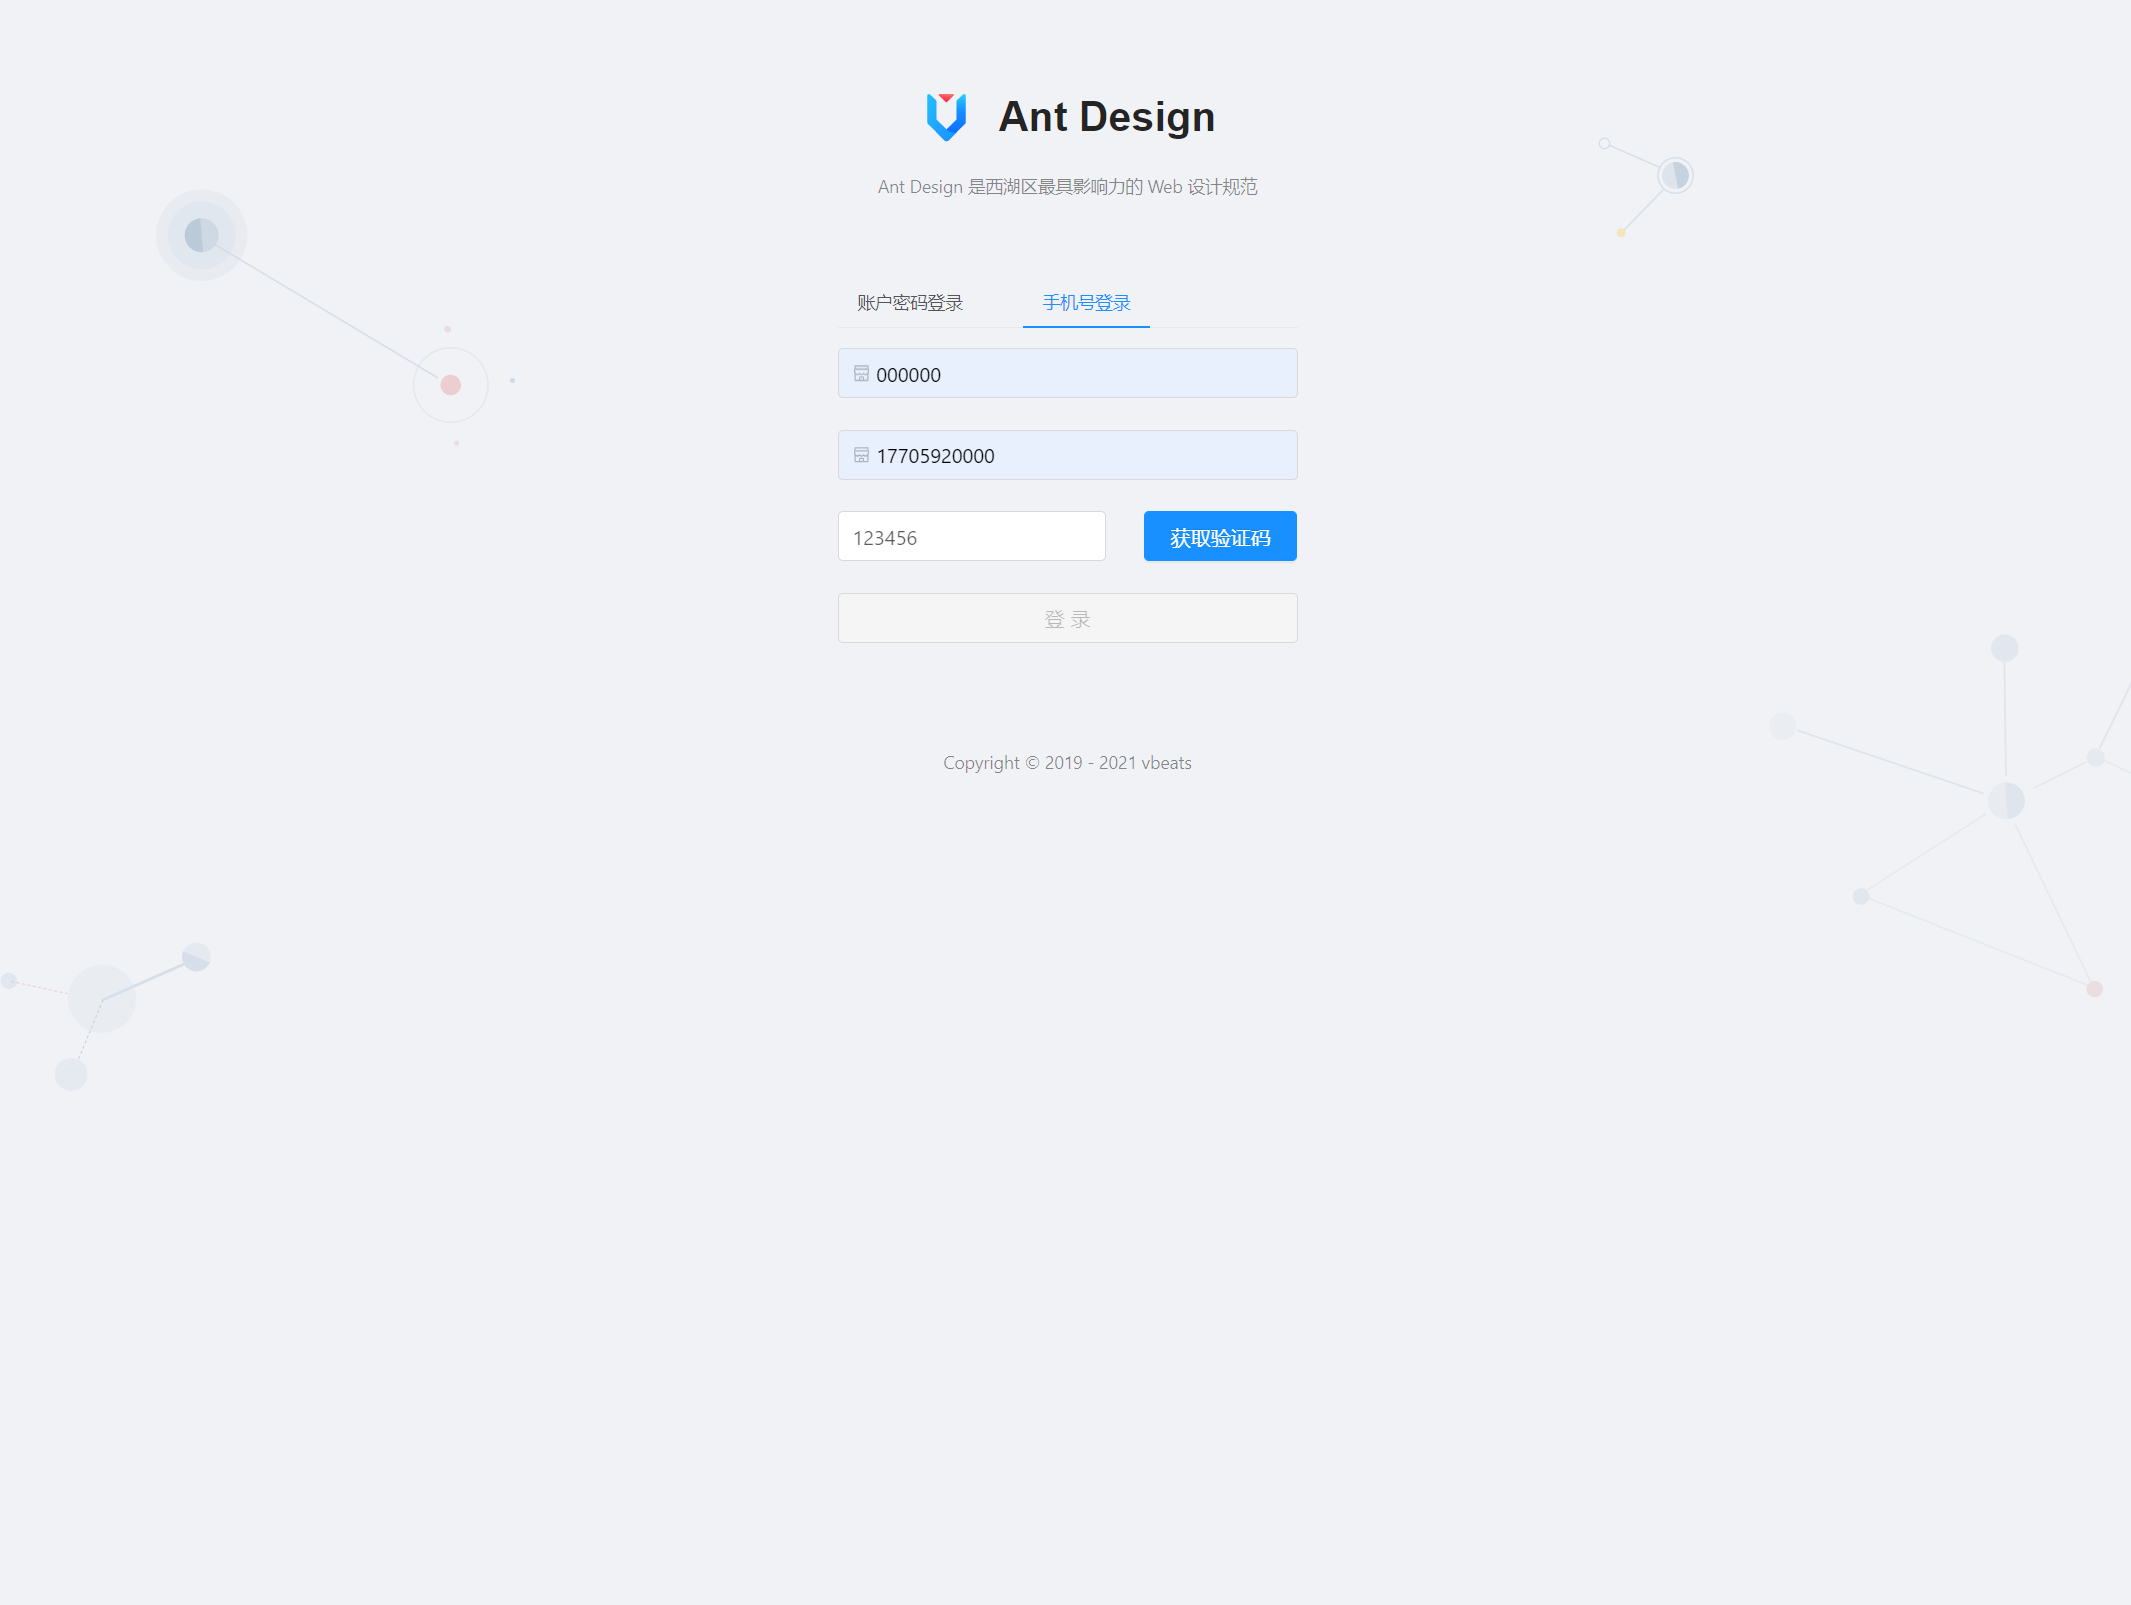 Ant Design
Ant Design 是西湖区最具影响力的 Web 设计规范
账户密码登录 手机号登录
000000
17705920000
123456 获取验证码
登 录
Copyright © 2019 - 2021 vbeats